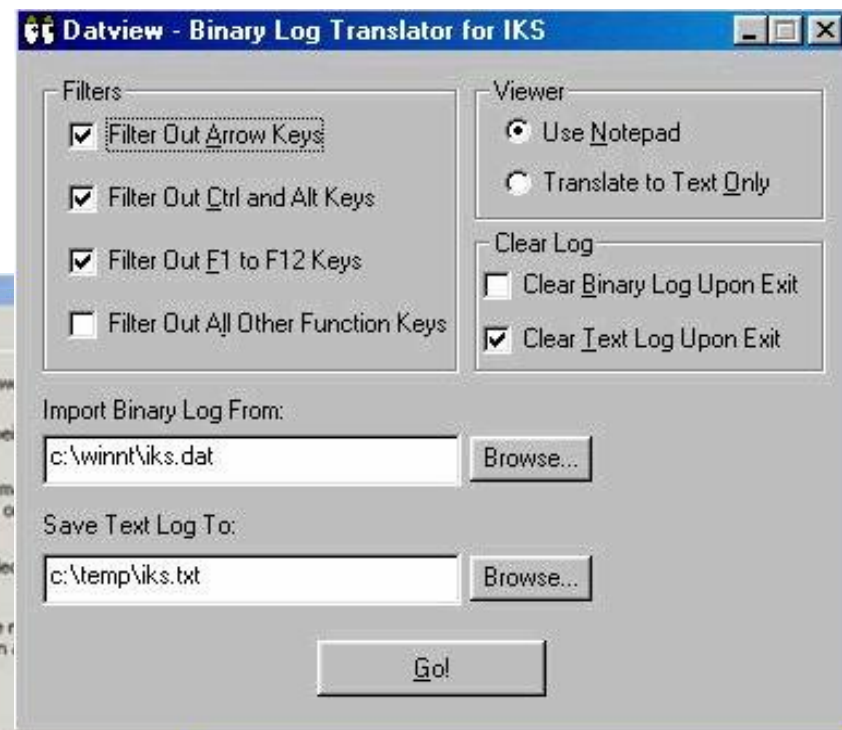 Datview - Binary Log Translator for IKS
Filters
Filter Out Arrow Keys
Filter Out Ctrl and Alt Keys
Filter Out F1 to F12 Keys
Filter Out All Other Function Keys
Viewer
Use Notepad
Translate to Text Only
Clear Log
Clear Binary Log Upon Exit
Clear Text Log Upon Exit
Import Binary Log From:
c:\winnt\iks.dat
Browse...
Save Text Log To:
c:\temp\iks.txt
Browse...
Go!